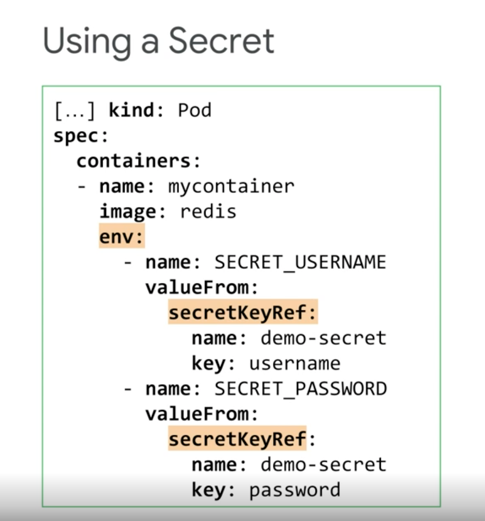 Using a Secret
[...] kind: Pod
spec:
  containers:
  - name: mycontainer
    image: redis
    env:
      - name: SECRET_USERNAME
        valueFrom:
          secretKeyRef:
            name: demo-secret
            key: username
      - name: SECRET_PASSWORD
        valueFrom:
          secretKeyRef:
            name: demo-secret
            key: password